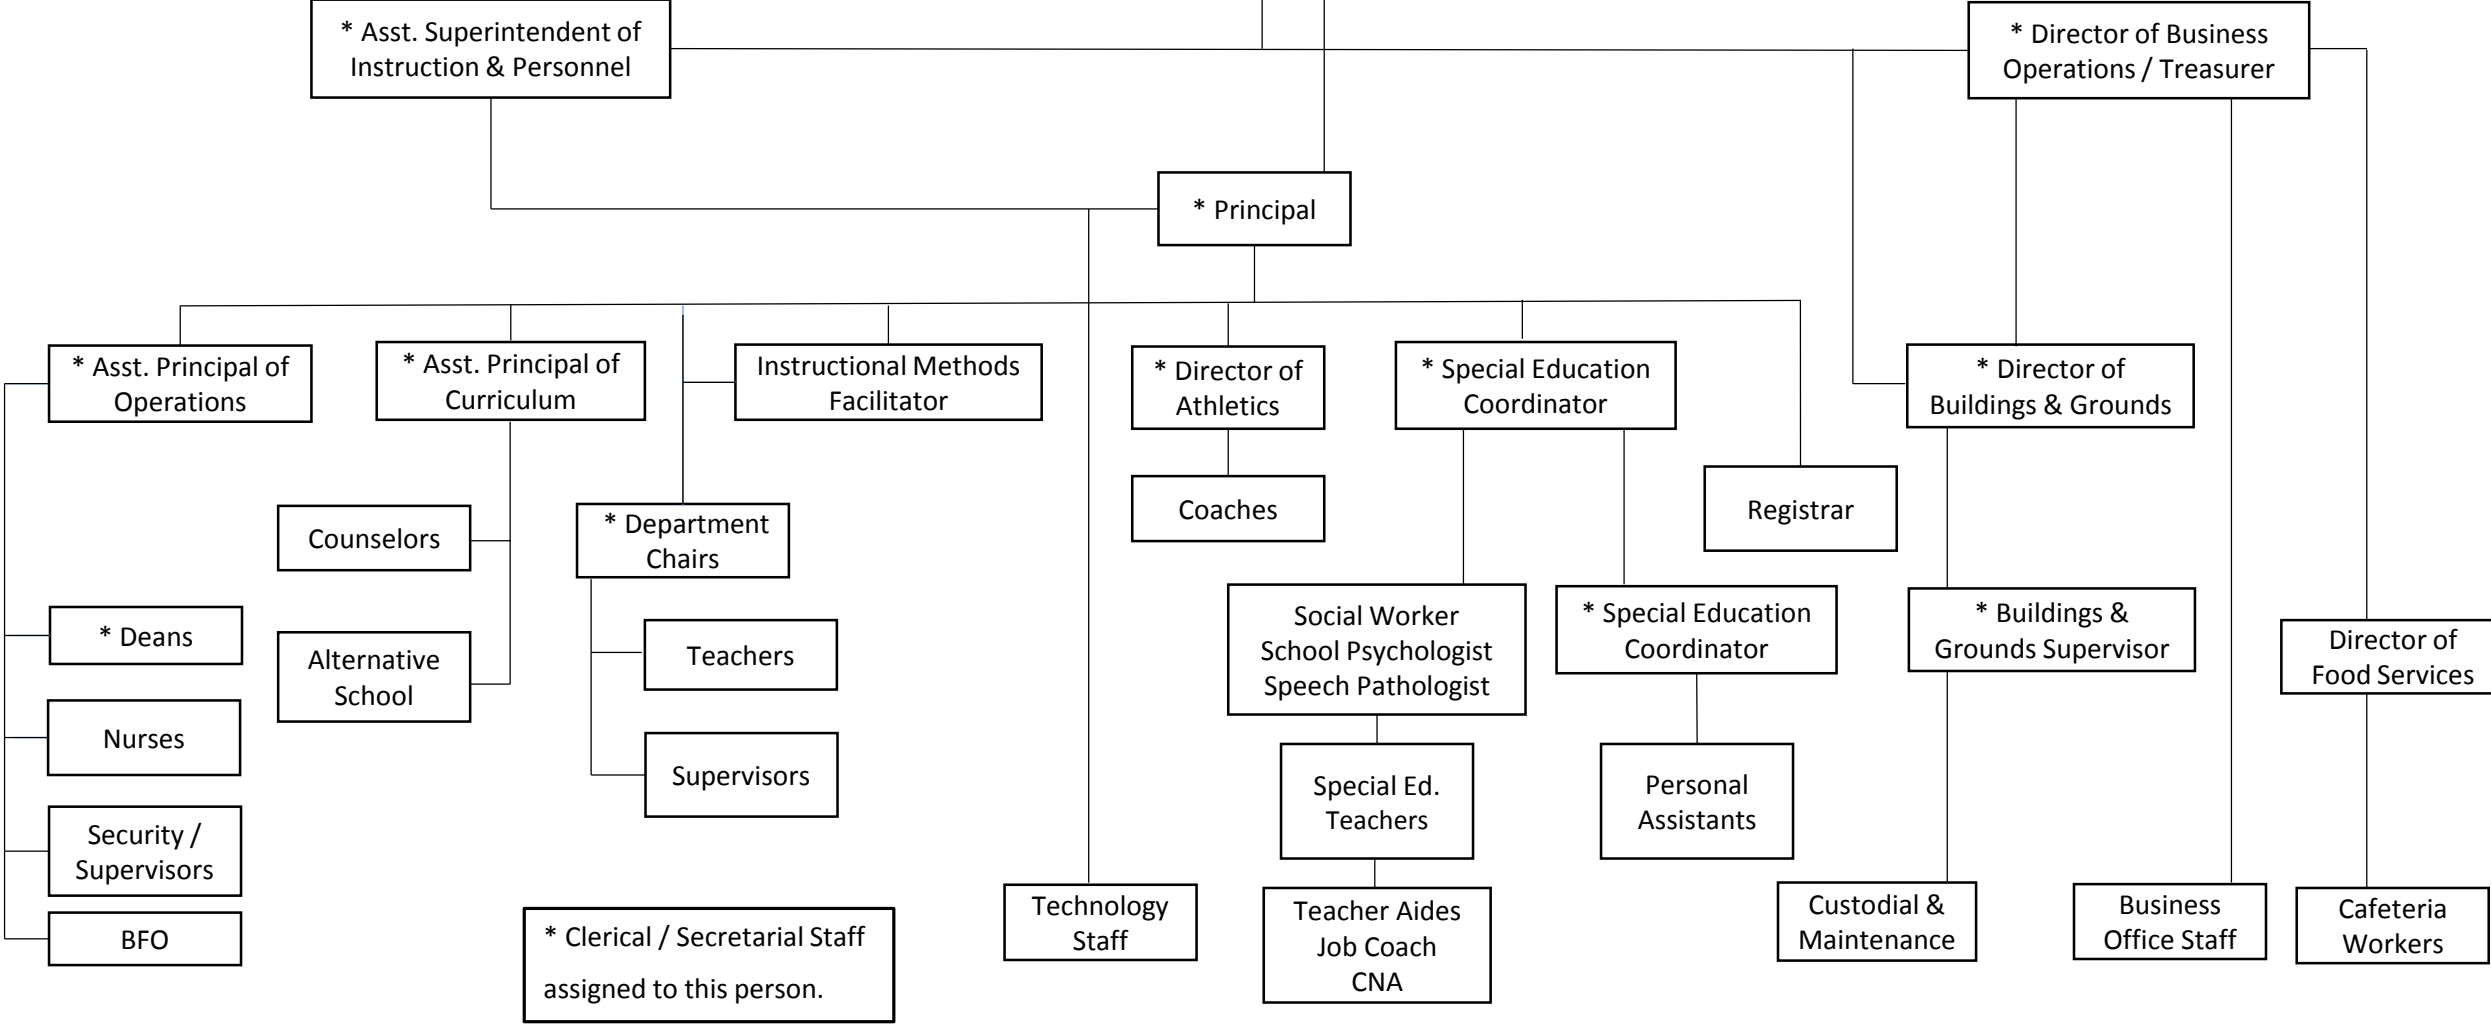 * Asst. Superintendent of
Instruction & Personnel
* Director of Business
Operations / Treasurer
* Principal
* Asst. Principal of
Operations
* Asst. Principal of
Curriculum
Instructional Methods
Facilitator
* Director of
Athletics
* Special Education
Coordinator
* Director of
Buildings & Grounds
Coaches
Registrar
Counselors
* Department
Chairs
* Deans
Alternative
School
Teachers
Social Worker
School Psychologist
Speech Pathologist
* Special Education
Coordinator
* Buildings &
Grounds Supervisor
Director of
Food Services
Nurses
Supervisors
Special Ed.
Teachers
Personal
Assistants
Security /
Supervisors
BFO
* Clerical / Secretarial Staff
assigned to this person.
Technology
Staff
Teacher Aides
Job Coach
CNA
Custodial &
Maintenance
Business
Office Staff
Cafeteria
Workers